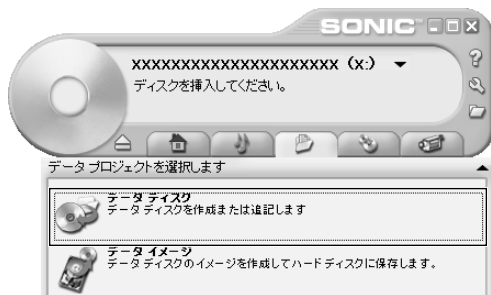 SONIC
xxxxxxxxxxxxxxxxxxxxxx (x:)
ディスクを挿入してください。
データ プロジェクトを選択します
データ ディスク
データ ディスクを作成または追記します
データ イメージ
データ ディスクのイメージを作成してハード ディスクに保存します。